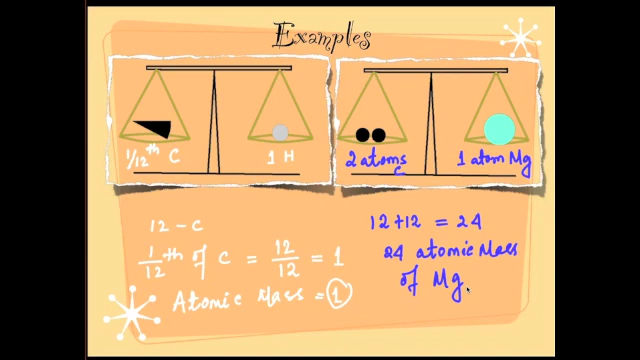 Examples
1/12th C
1 H
2 atoms
C
1 atom Mg
12 - C
1/12 th of C = 12/12 = 1
Atomic Mass = 1
12 + 12 = 24
24 atomic Mass
of Mg